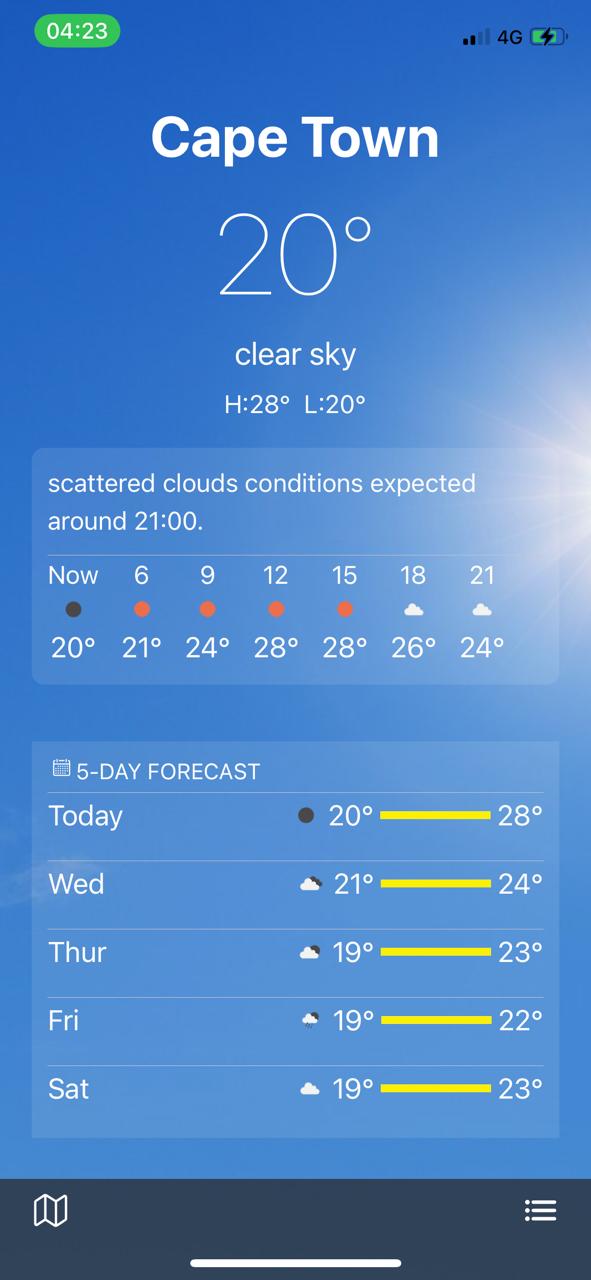 04:23 4G
Cape Town
20°
clear sky
H:28° L:20°
scattered clouds conditions expected
around 21:00.
Now 6 9 12 15 18 21
20° 21° 24° 28° 28° 26° 24°
5-DAY FORECAST
Today 20° 28°
Wed 21° 24°
Thur 19° 23°
Fri 19° 22°
Sat 19° 23°